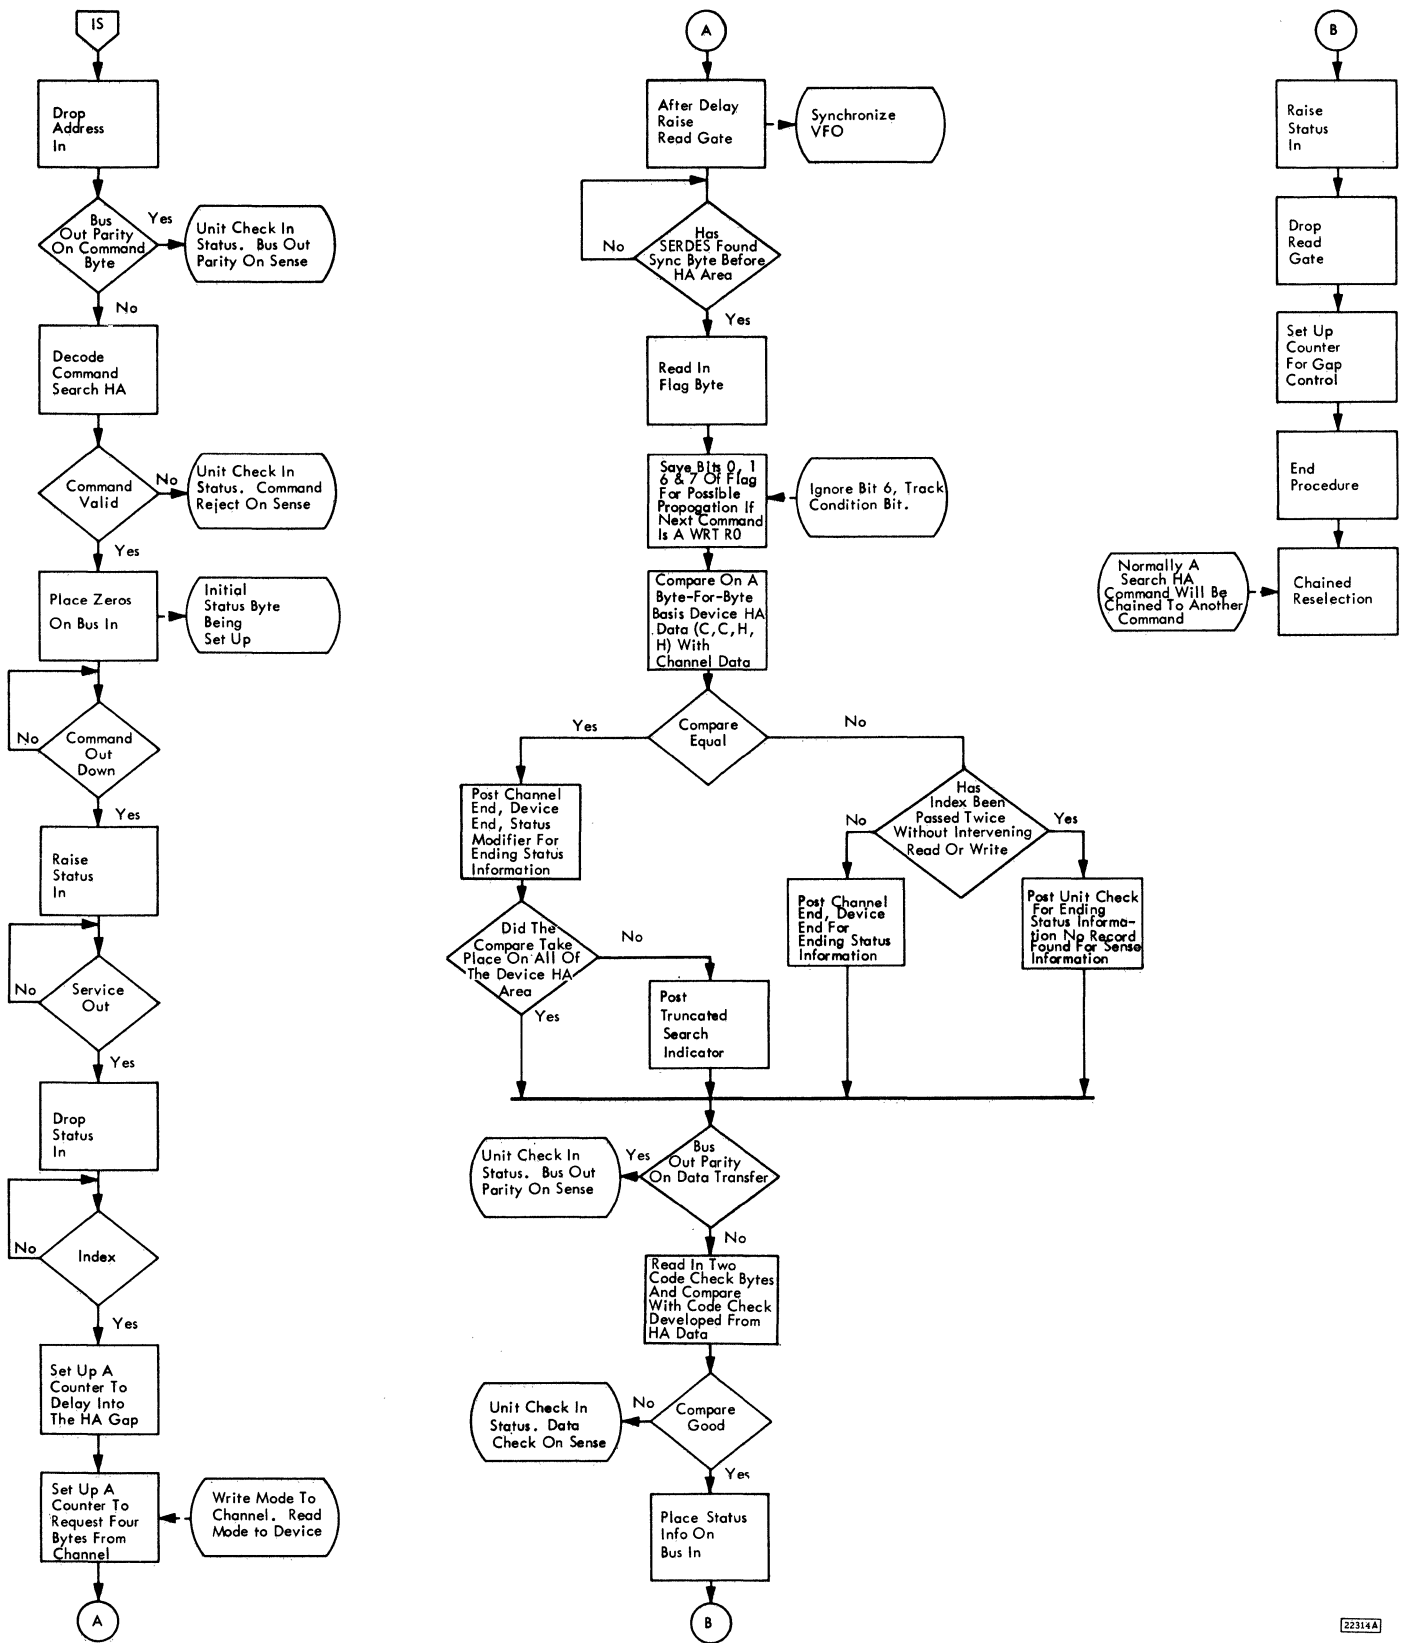 IS
Drop
Address
In
Bus
Out Parity
On Command
Byte
Yes
Unit Check In
Status. Bus Out
Parity On Sense
No
Decode
Command
Search HA
Command
Valid
No
Unit Check In
Status. Command
Reject On Sense
Yes
Place Zeros
On Bus In
Initial
Status Byte
Being
Set Up
No
Command
Out
Down
Yes
Raise
Status
In
No
Service
Out
Yes
Drop
Status
In
No
Index
Yes
Set Up A
Counter To
Delay Into
The HA Gap
Set Up A
Counter To
Request Four
Bytes From
Channel
Write Mode To
Channel. Read
Mode to Device
A
A
After Delay
Raise
Read Gate
Synchronize
VFO
No
Has
SERDES Found
Sync Byte Before
HA Area
Yes
Read In
Flag Byte
Save Bits 0, 1
6 & 7 Of Flag
For Possible
Propogation If
Next Command
Is A WRT R0
Ignore Bit 6, Track
Condition Bit.
Compare On A
Byte-For-Byte
Basis Device HA
Data (C,C,H,
H) With
Channel Data
Yes
Compare
Equal
No
Post Channel
End, Device
End, Status
Modifier For
Ending Status
Information
Has
Index Been
Passed Twice
Without Intervening
Read Or Write
No
Yes
Post Channel
End, Device
End For
Ending Status
Information
Post Unit Check
For Ending
Status Informa-
tion No Record
Found For Sense
Information
Did The
Compare Take
Place On All Of
The Device HA
Area
No
Yes
Post
Truncated
Search
Indicator
Bus
Out Parity
On Data Transfer
Yes
Unit Check In
Status. Bus Out
Parity On Sense
No
Read In Two
Code Check Bytes
And Compare
With Code Check
Developed From
HA Data
Compare
Good
No
Unit Check In
Status. Data
Check On Sense
Yes
Place Status
Info On
Bus In
B
B
Raise
Status
In
Drop
Read
Gate
Set Up
Counter
For Gap
Control
End
Procedure
Normally A
Search HA
Command Will Be
Chained To Another
Command
Chained
Reselection
22314A